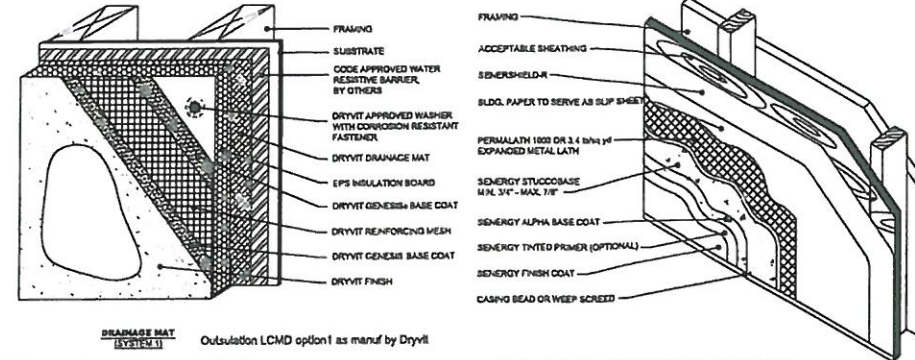 FRAMING
SUBSTRATE
CODE APPROVED WATER
RESISTIVE BARRIER,
BY OTHERS
DRYVIT APPROVED WASHER
WITH CORROSION RESISTANT
FASTENER
DRYVIT DRAINAGE MAT
EPS INSULATION BOARD
DRYVIT GENESIS® BASE COAT
DRYVIT REINFORCING MESH
DRYVIT GENESIS BASE COAT
DRYVIT FINISH
DRAINAGE MAT
(SYSTEM 1)
Outsulation LCMD option1 as manuf by Dryvit
FRAMING
ACCEPTABLE SHEATHING
SENERSHIELD-R
BLDG. PAPER TO SERVE AS SLIP SHEET
PERMALATH 1000 OR 3.4 lb/sq yd
EXPANDED METAL LATH
SENERGY STUCCOBASE
MIN. 3/4" - MAX. 7/8"
SENERGY ALPHA BASE COAT
SENERGY TINTED PRIMER (OPTIONAL)
SENERGY FINISH COAT
CASING BEAD OR WEEP SCREED